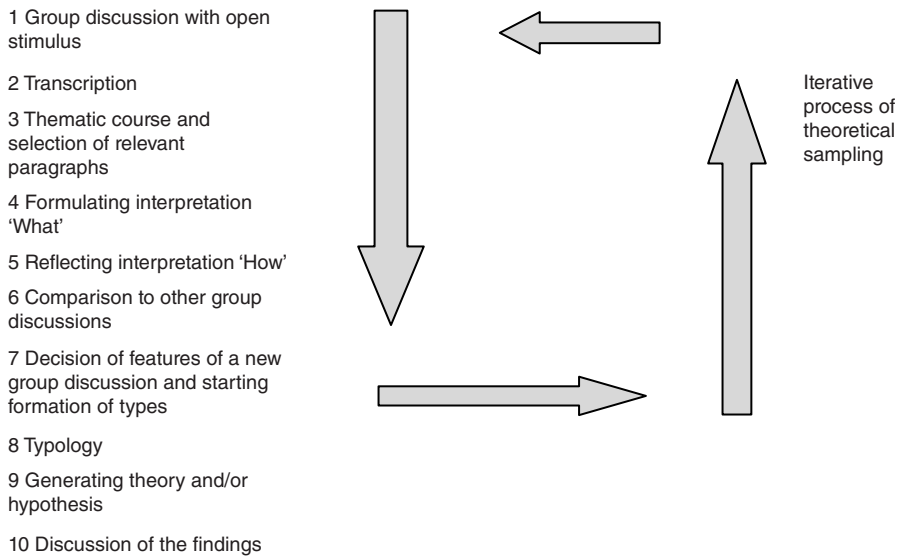 1 Group discussion with open
stimulus
2 Transcription
3 Thematic course and
selection of relevant
paragraphs
4 Formulating interpretation
‘What’
5 Reflecting interpretation ‘How’
6 Comparison to other group
discussions
7 Decision of features of a new
group discussion and starting
formation of types
8 Typology
9 Generating theory and/or
hypothesis
10 Discussion of the findings
Iterative
process of
theoretical
sampling